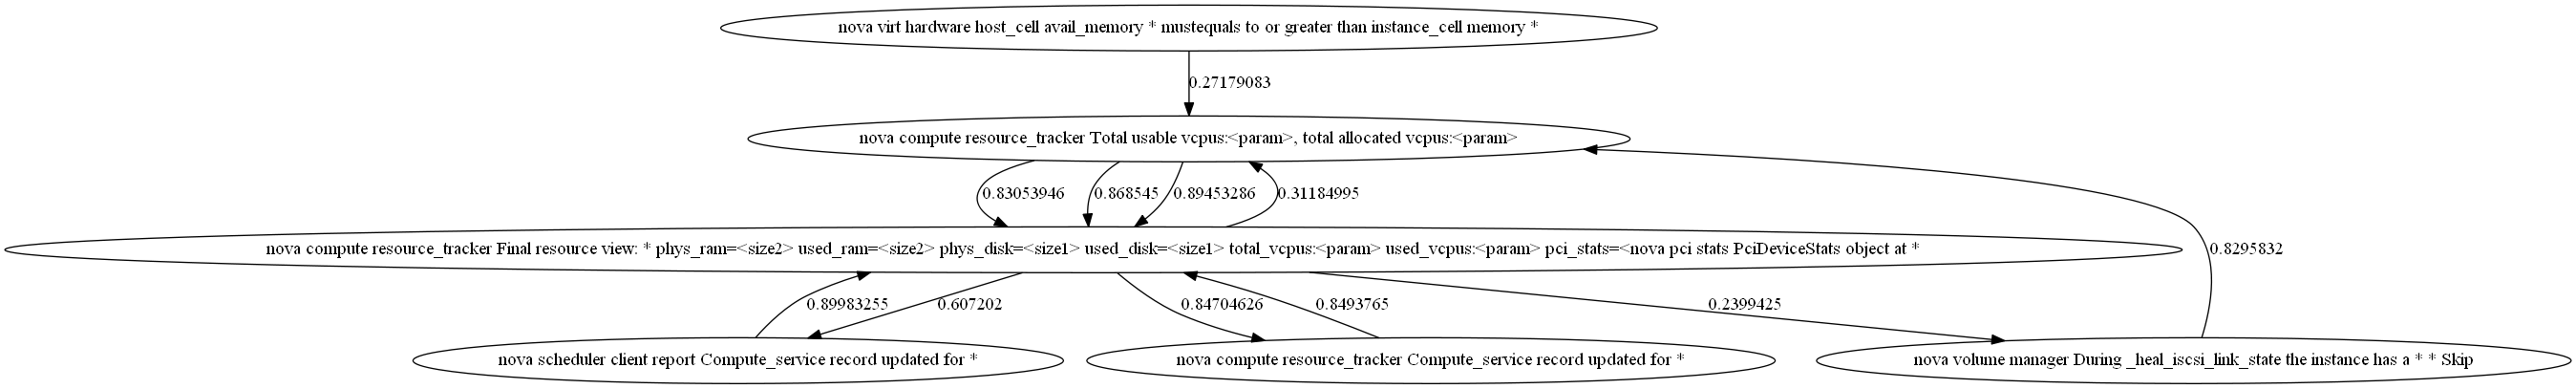 nova virt hardware host_cell avail_memory * mustequals to or greater than instance_cell memory *
0.27179083
nova compute resource_tracker Total usable vcpus:<param>, total allocated vcpus:<param>
0.83053946
0.868545
0.89453286
0.31184995
0.8295832
nova compute resource_tracker Final resource view: * phys_ram=<size2> used_ram=<size2> phys_disk=<size1> used_disk=<size1> total_vcpus:<param> used_vcpus:<param> pci_stats=<nova pci stats PciDeviceStats object at *
0.89983255
0.607202
0.84704626
0.8493765
0.2399425
nova scheduler client report Compute_service record updated for *
nova compute resource_tracker Compute_service record updated for *
nova volume manager During _heal_iscsi_link_state the instance has a * * Skip